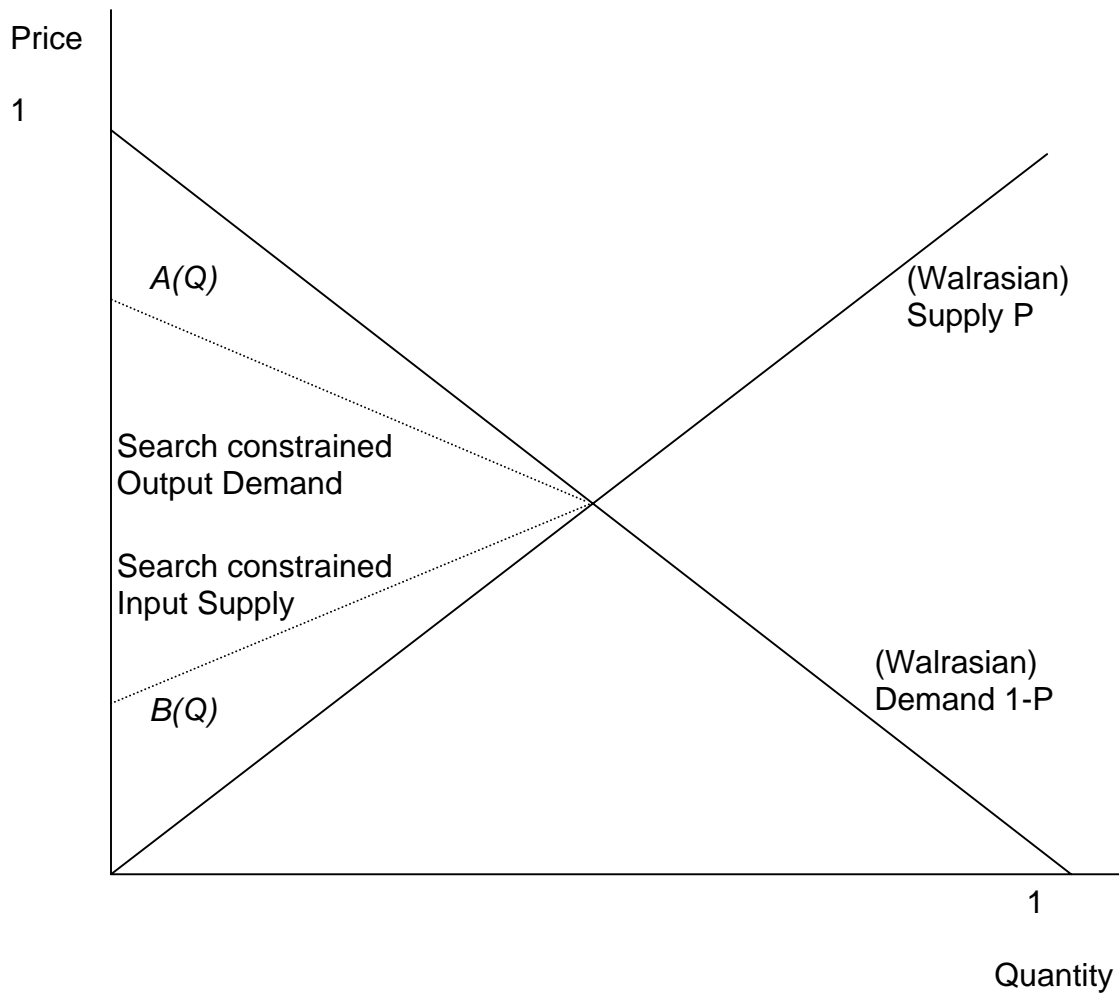 Price
1
A(Q)
(Walrasian)
Supply P
Search constrained
Output Demand
Search constrained
Input Supply
(Walrasian)
Demand 1-P
B(Q)
1
Quantity